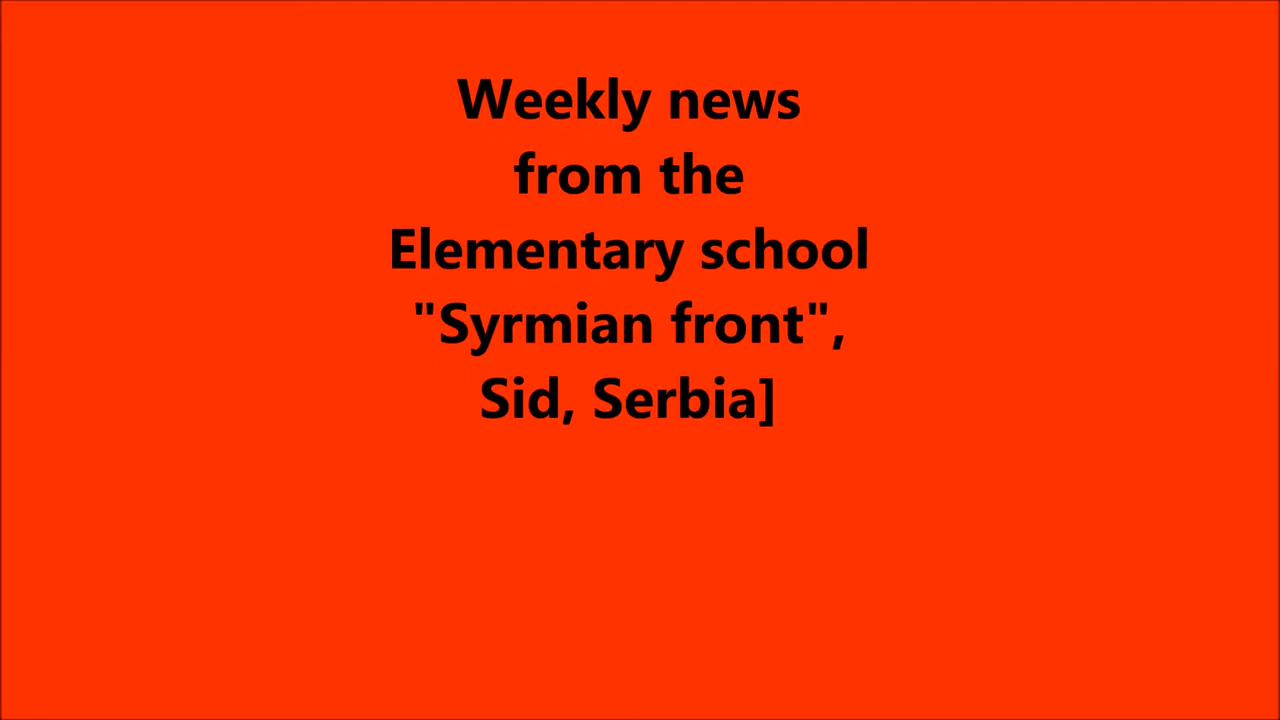 Weekly news
from the
Elementary school
"Syrmian front",
Sid, Serbia]